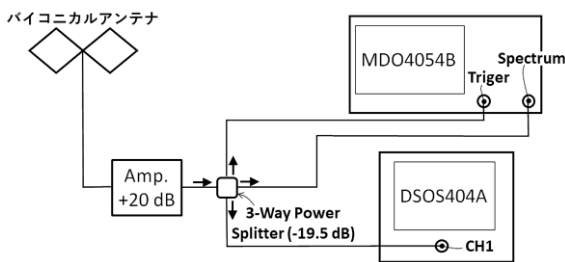 バイコニカルアンテナ
MDO4054B
Spectrum
Triger
Amp.
+20 dB
3-Way Power
Splitter (-19.5 dB)
DSOS404A
CH1